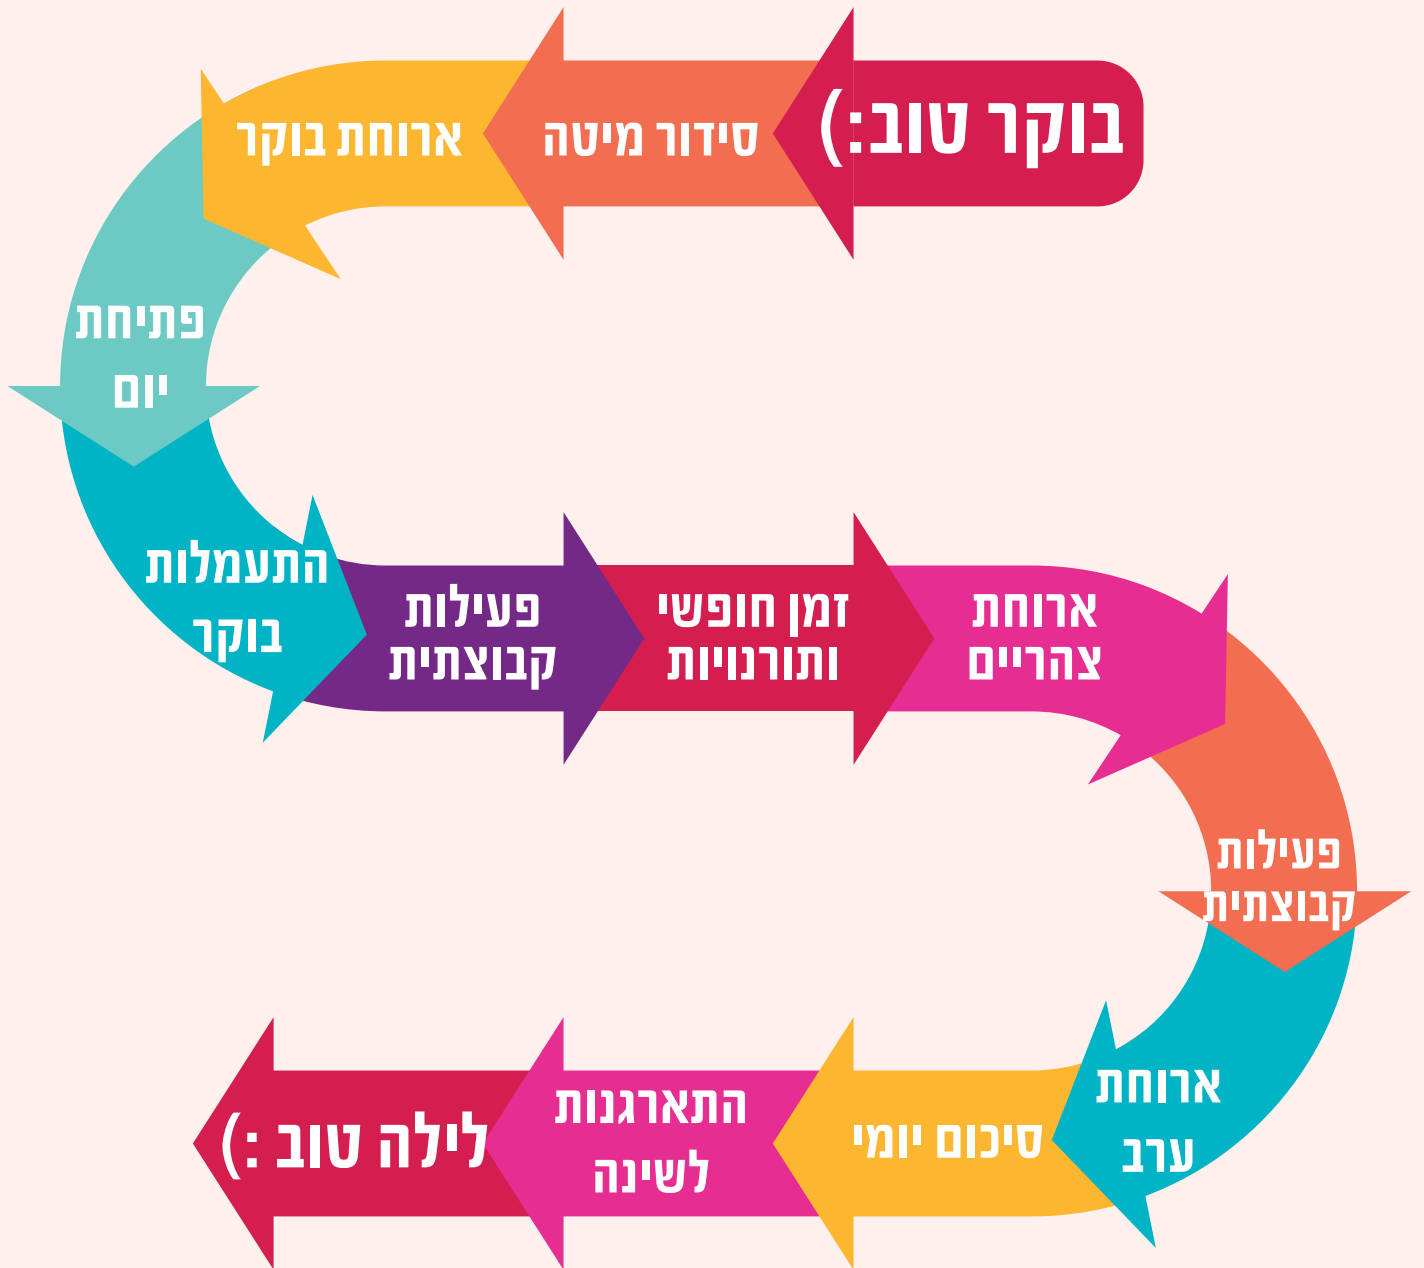 בוקר טוב:)
סידור מיטה
ארוחת בוקר
פתיחת
יום
התעמלות
בוקר
פעילות
קבוצתית
זמן חופשי
ותורנויות
ארוחת
צהריים
פעילות
קבוצתית
ארוחת
ערב
סיכום יומי
התארגנות
לשינה
לילה טוב :)